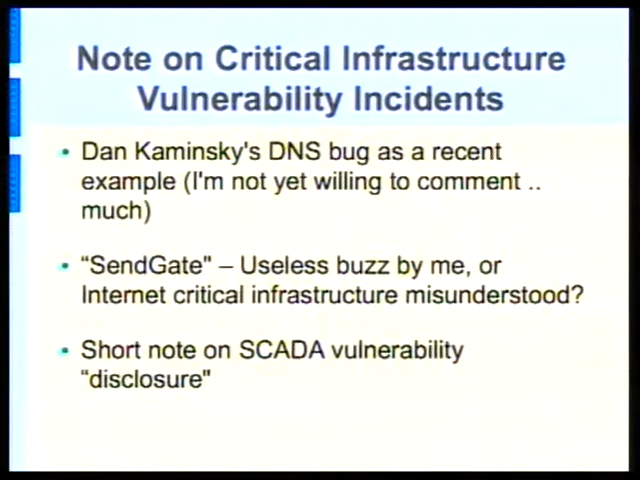 Note on Critical Infrastructure
Vulnerability Incidents
• Dan Kaminsky's DNS bug as a recent
example (I'm not yet willing to comment ..
much)
• “SendGate" – Useless buzz by me, or
Internet critical infrastructure misunderstood?
• Short note on SCADA vulnerability
“disclosure"